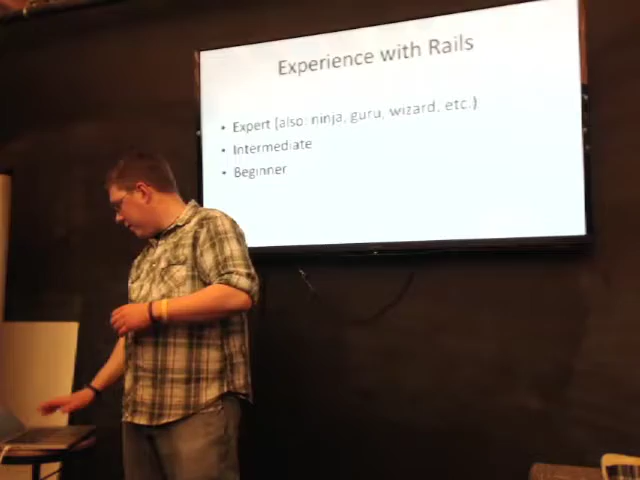 Experience with Rails
• Expert (also: ninja, guru, wizard, etc.)
• Intermediate
• Beginner